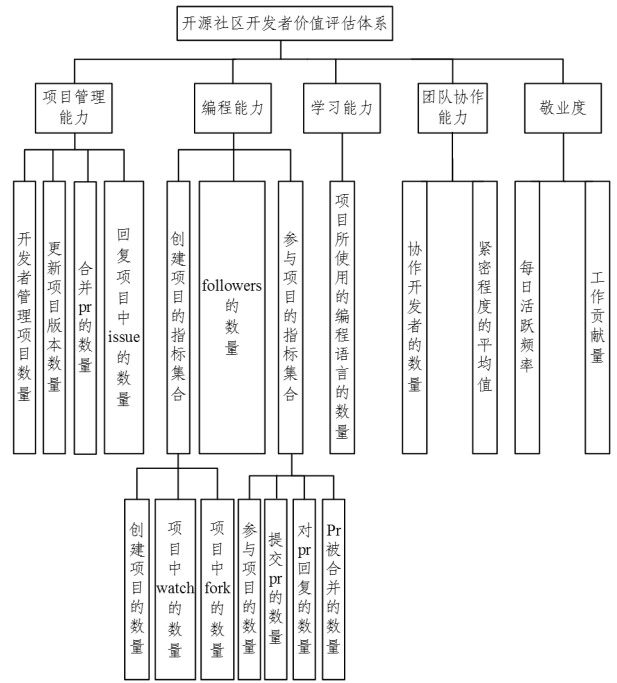 开源社区开发者价值评估体系
项目管理
能力
编程能力
学习能力
团队协作
能力
敬业度
开发者管理项目数量
更新项目版本数量
合并pr的数量
回复项目中issue的数量
创建项目的指标集合
followers的数量
参与项目的指标集合
项目所使用的编程语言的数量
协作开发者的数量
紧密程度的平均值
每日活跃频率
工作贡献量
创建项目的数量
项目中watch的数量
项目中fork的数量
参与项目的数量
提交pr的数量
对pr回复的数量
Pr被合并的数量